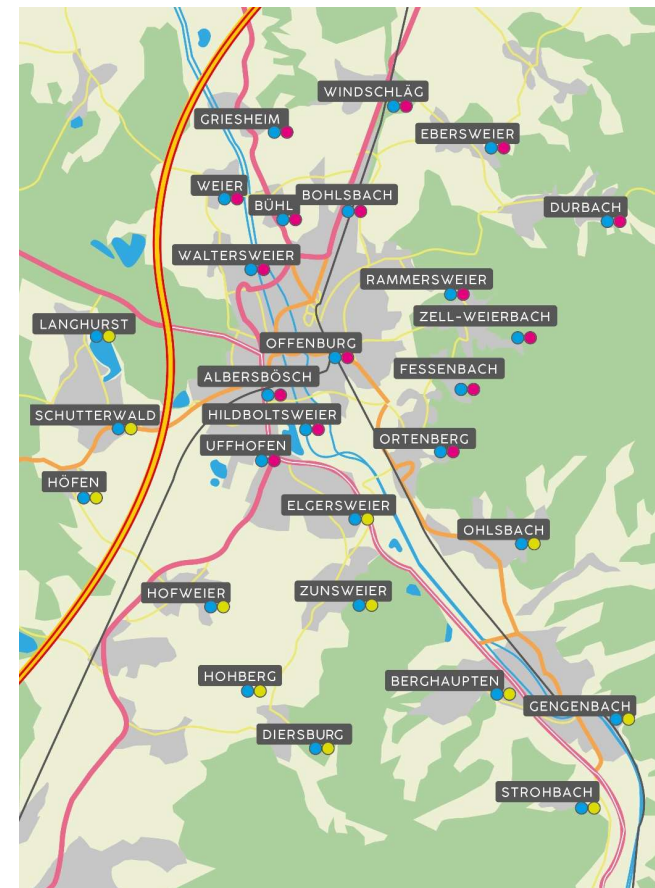 WINDSCHLÄG
GRIESHEIM
EBERSWEIER
WEIER
BÜHL
BOHLSBACH
DURBACH
WALTERSWEIER
RAMMERSWEIER
LANGHURST
ZELL-WEIERBACH
OFFENBURG
FESSENBACH
ALBERSBÖSCH
SCHUTTERWALD
HILDBOLTSWEIER
UFFHOFEN
ORTENBERG
HÖFEN
ELGERSWEIER
OHLSBACH
HOFWEIER
ZUNSWEIER
HOHBERG
BERGHAUPTEN
GENGENBACH
DIERSBURG
STROHBACH